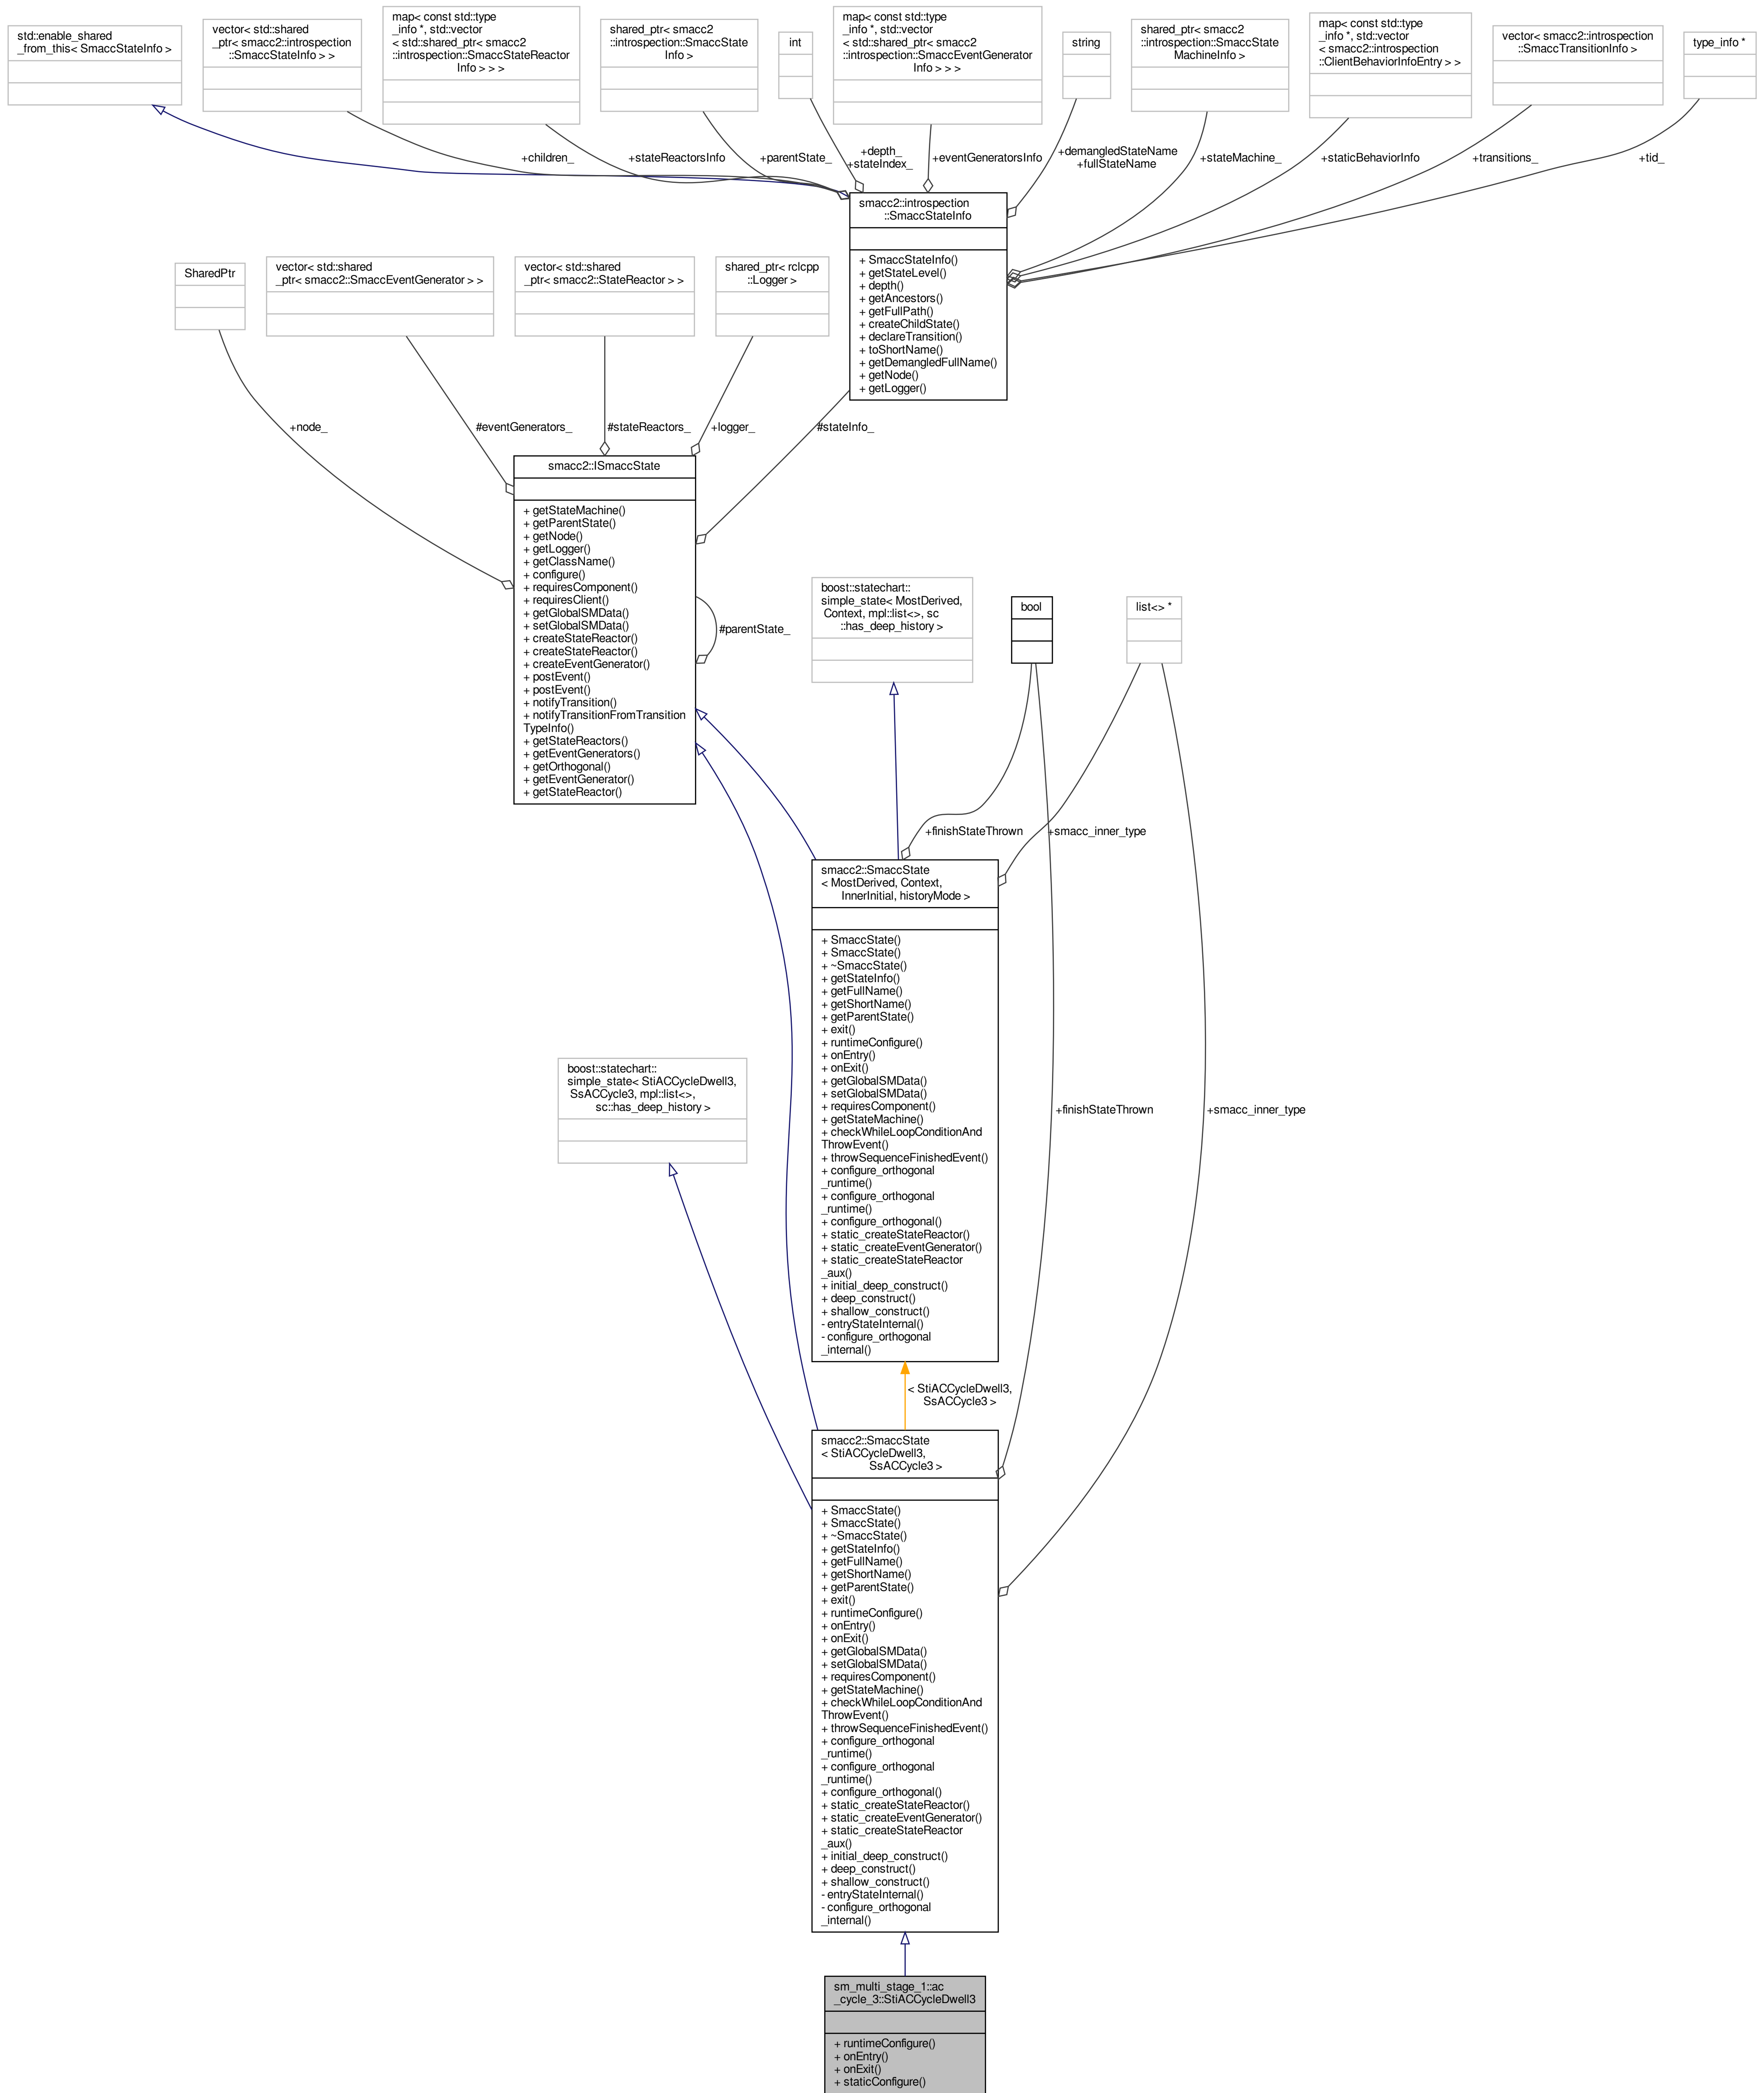 std::enable_shared
_from_this< SmaccStateInfo >
vector< std::shared
_ptr< smacc2::introspection
::SmaccStateInfo > >
map< const std::type
_info *, std::vector
< std::shared_ptr< smacc2
::introspection::SmaccStateReactor
Info > > >
shared_ptr< smacc2
::introspection::SmaccState
Info >
int
map< const std::type
_info *, std::vector
< std::shared_ptr< smacc2
::introspection::SmaccEventGenerator
Info > > >
string
shared_ptr< smacc2
::introspection::SmaccState
MachineInfo >
map< const std::type
_info *, std::vector
< smacc2::introspection
::ClientBehaviorInfoEntry > >
vector< smacc2::introspection
::SmaccTransitionInfo >
type_info *
+children_
+stateReactorsInfo
+parentState_
+depth_
+stateIndex_
+eventGeneratorsInfo
+demangledStateName
+fullStateName
+stateMachine_
+staticBehaviorInfo
+transitions_
+tid_
smacc2::introspection
::SmaccStateInfo
+ SmaccStateInfo()
+ getStateLevel()
+ depth()
+ getAncestors()
+ getFullPath()
+ createChildState()
+ declareTransition()
+ toShortName()
+ getDemangledFullName()
+ getNode()
+ getLogger()
SharedPtr
vector< std::shared
_ptr< smacc2::SmaccEventGenerator > >
vector< std::shared
_ptr< smacc2::StateReactor > >
shared_ptr< rclcpp
::Logger >
+node_
#eventGenerators_
#stateReactors_
+logger_
#stateInfo_
smacc2::ISmaccState
+ getStateMachine()
+ getParentState()
+ getNode()
+ getLogger()
+ getClassName()
+ configure()
+ requiresComponent()
+ requiresClient()
+ getGlobalSMData()
+ setGlobalSMData()
+ createStateReactor()
+ createStateReactor()
+ createEventGenerator()
+ postEvent()
+ postEvent()
+ notifyTransition()
+ notifyTransitionFromTransition
TypeInfo()
+ getStateReactors()
+ getEventGenerators()
+ getOrthogonal()
+ getEventGenerator()
+ getStateReactor()
#parentState_
boost::statechart::
simple_state< MostDerived,
Context, mpl::list<>, sc
::has_deep_history >
bool
list<> *
+finishStateThrown
+smacc_inner_type
smacc2::SmaccState
< MostDerived, Context,
InnerInitial, historyMode >
+ SmaccState()
+ SmaccState()
+ ~SmaccState()
+ getStateInfo()
+ getFullName()
+ getShortName()
+ getParentState()
+ exit()
+ runtimeConfigure()
+ onEntry()
+ onExit()
+ getGlobalSMData()
+ setGlobalSMData()
+ requiresComponent()
+ getStateMachine()
+ checkWhileLoopConditionAnd
ThrowEvent()
+ throwSequenceFinishedEvent()
+ configure_orthogonal
_runtime()
+ configure_orthogonal
_runtime()
+ configure_orthogonal()
+ static_createStateReactor()
+ static_createEventGenerator()
+ static_createStateReactor
_aux()
+ initial_deep_construct()
+ deep_construct()
+ shallow_construct()
- entryStateInternal()
- configure_orthogonal
_internal()
boost::statechart::
simple_state< StiACCycleDwell3,
SsACCycle3, mpl::list<>,
sc::has_deep_history >
+finishStateThrown
+smacc_inner_type
< StiACCycleDwell3,
SsACCycle3 >
smacc2::SmaccState
< StiACCycleDwell3,
SsACCycle3 >
+ SmaccState()
+ SmaccState()
+ ~SmaccState()
+ getStateInfo()
+ getFullName()
+ getShortName()
+ getParentState()
+ exit()
+ runtimeConfigure()
+ onEntry()
+ onExit()
+ getGlobalSMData()
+ setGlobalSMData()
+ requiresComponent()
+ getStateMachine()
+ checkWhileLoopConditionAnd
ThrowEvent()
+ throwSequenceFinishedEvent()
+ configure_orthogonal
_runtime()
+ configure_orthogonal
_runtime()
+ configure_orthogonal()
+ static_createStateReactor()
+ static_createEventGenerator()
+ static_createStateReactor
_aux()
+ initial_deep_construct()
+ deep_construct()
+ shallow_construct()
- entryStateInternal()
- configure_orthogonal
_internal()
sm_multi_stage_1::ac
_cycle_3::StiACCycleDwell3
+ runtimeConfigure()
+ onEntry()
+ onExit()
+ staticConfigure()